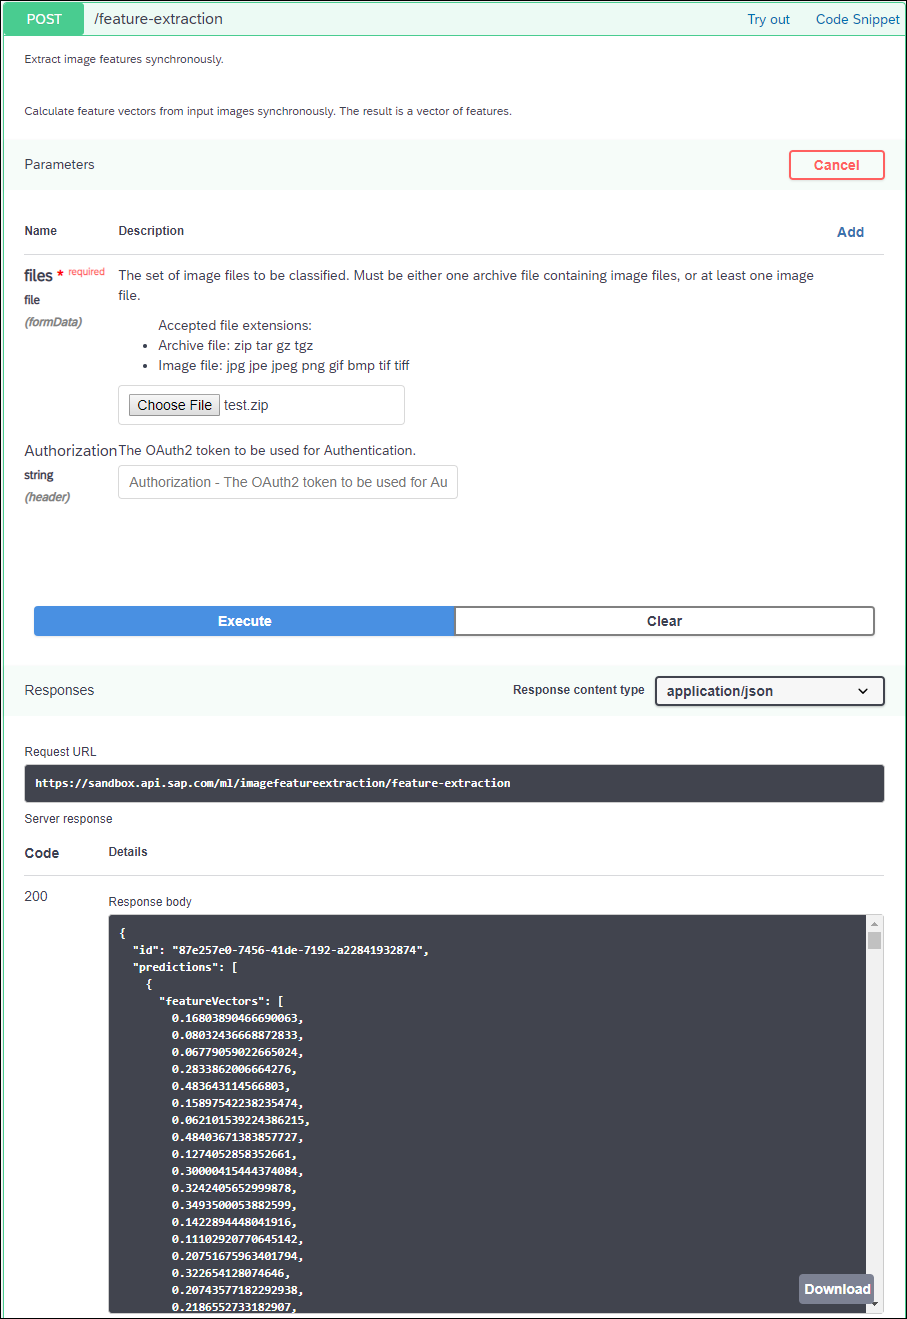 POST /feature-extraction Try out Code Snippet
Extract image features synchronously.
Calculate feature vectors from input images synchronously. The result is a vector of features.
Parameters Cancel
Name Description Add
files * required
file
(formData)
The set of image files to be classified. Must be either one archive file containing image files, or at least one image
file.
Accepted file extensions:
• Archive file: zip tar gz tgz
• Image file: jpg jpe jpeg png gif bmp tif tiff
Choose File test.zip
Authorization
string
(header)
The OAuth2 token to be used for Authentication.
Authorization - The OAuth2 token to be used for Au
Execute Clear
Responses Response content type application/json
Request URL
https://sandbox.api.sap.com/ml/imagefeatureextraction/feature-extraction
Server response
Code Details
200
Response body
{
"id": "87e257e0-7456-41de-7192-a22841932874",
"predictions": [
{
"featureVectors": [
0.16803890466690063,
0.08032436668872833,
0.06779059022665024,
0.2833862006664276,
0.483643114566803,
0.15897542238235474,
0.062101539224386215,
0.48403671383857727,
0.1274052858352661,
0.30000415444374084,
0.3242405652999878,
0.3493500053882599,
0.1422894448041916,
0.11102920770645142,
0.20751675963401794,
0.322654128074646,
0.20743577182292938,
0.2186552733182907,
Download